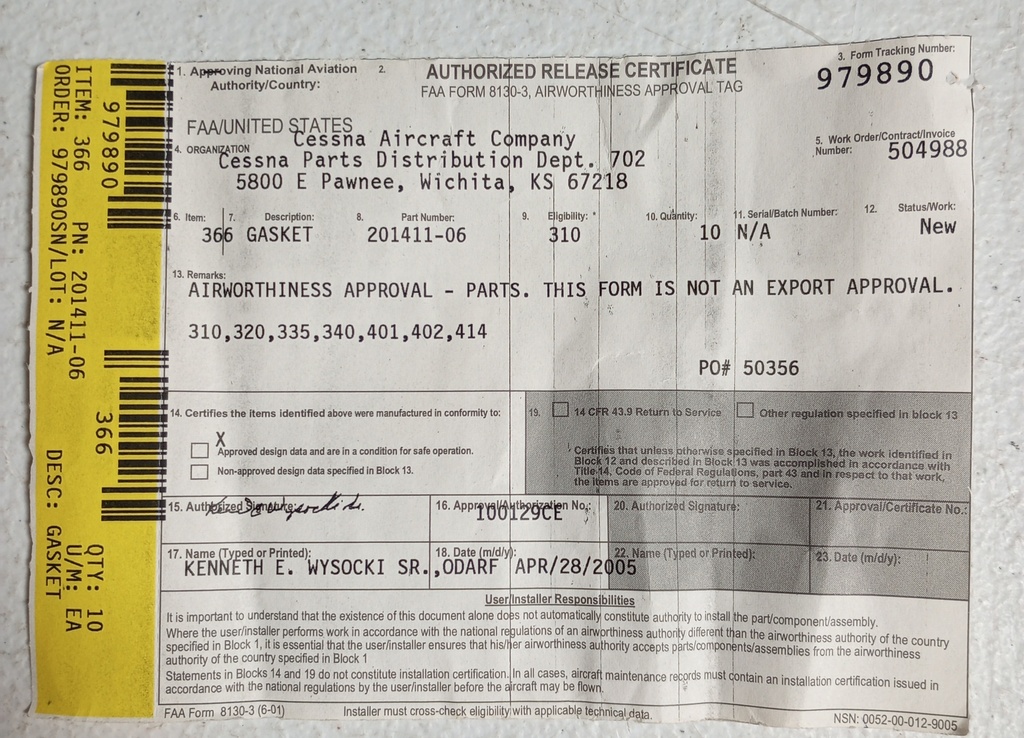 ITEM: 366 PN: 201411-06 QTY: 10
ORDER: 979890SN/LOT: N/A U/M: EA
DESC: GASKET
979890
366
1. Approving National Aviation
Authority/Country:
2.
AUTHORIZED RELEASE CERTIFICATE
FAA FORM 8130-3, AIRWORTHINESS APPROVAL TAG
3. Form Tracking Number:
979890
FAA/UNITED STATES
4. ORGANIZATION
Cessna Aircraft Company
Cessna Parts Distribution Dept. 702
5800 E Pawnee, Wichita, KS 67218
5. Work Order/Contract/Invoice
Number: 504988
6. Item: 7. Description: 8. Part Number: 9. Eligibility: * 10. Quantity: 11. Serial/Batch Number: 12. Status/Work:
366 GASKET 201411-06 310 10 N/A New
13. Remarks:
AIRWORTHINESS APPROVAL - PARTS. THIS FORM IS NOT AN EXPORT APPROVAL.
310,320,335,340,401,402,414
PO# 50356
14. Certifies the items identified above were manufactured in conformity to:
X
Approved design data and are in a condition for safe operation.
Non-approved design data specified in Block 13.
19. 14 CFR 43.9 Return to Service Other regulation specified in block 13
Certifies that unless otherwise specified in Block 13, the work identified in
Block 12 and described in Block 13 was accomplished in accordance with
Title 14, Code of Federal Regulations, part 43 and in respect to that work,
the items are approved for return to service.
15. Authorized Signature:
16. Approval/Authorization No.:
100129CE
20. Authorized Signature:
21. Approval/Certificate No.:
17. Name (Typed or Printed):
KENNETH E. WYSOCKI SR.,ODARF
18. Date (m/d/y):
APR/28/2005
22. Name (Typed or Printed):
23. Date (m/d/y):
User/Installer Responsibilities
It is important to understand that the existence of this document alone does not automatically constitute authority to install the part/component/assembly.
Where the user/installer performs work in accordance with the national regulations of an airworthiness authority different than the airworthiness authority of the country
specified in Block 1, it is essential that the user/installer ensures that his/her airworthiness authority accepts parts/components/assemblies from the airworthiness
authority of the country specified in Block 1
Statements in Blocks 14 and 19 do not constitute installation certification. In all cases, aircraft maintenance records must contain an installation certification issued in
accordance with the national regulations by the user/installer before the aircraft may be flown.
FAA Form 8130-3 (6-01) Installer must cross-check eligibility with applicable technical data. NSN: 0052-00-012-9005